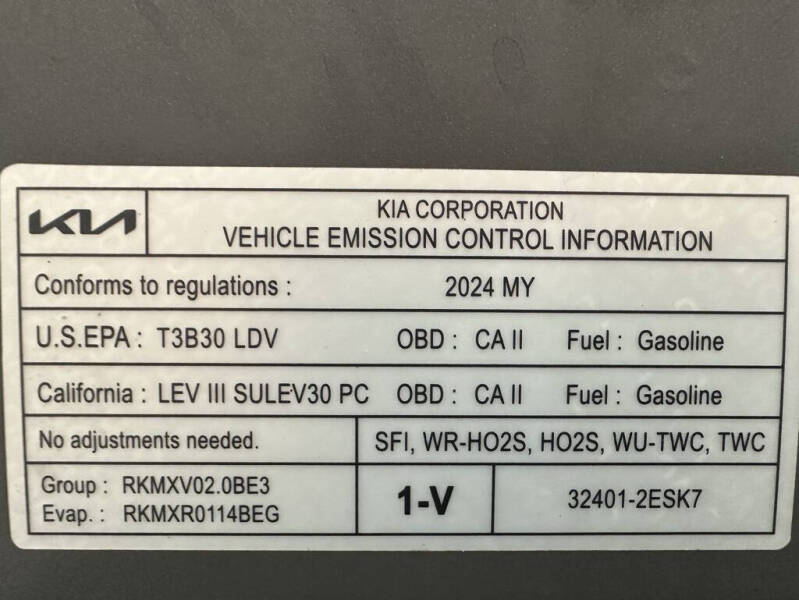 KIA
KIA CORPORATION
VEHICLE EMISSION CONTROL INFORMATION
Conforms to regulations : 2024 MY
U.S.EPA : T3B30 LDV OBD : CA II Fuel : Gasoline
California : LEV III SULEV30 PC OBD : CA II Fuel : Gasoline
No adjustments needed. SFI, WR-HO2S, HO2S, WU-TWC, TWC
Group : RKMXV02.0BE3
Evap. : RKMXR0114BEG
1-V
32401-2ESK7